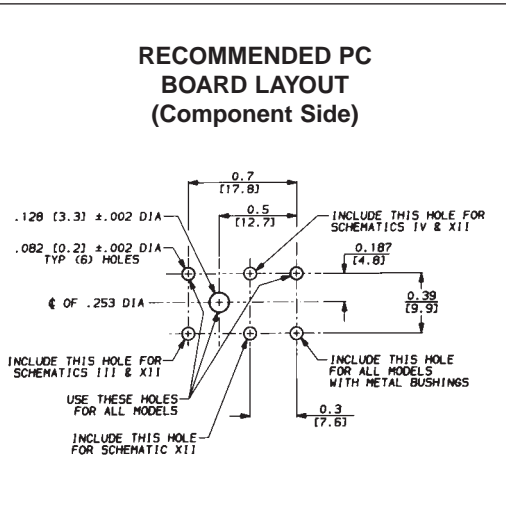 RECOMMENDED PC
BOARD LAYOUT
(Component Side)
0.7
[17.8]
0.5
[12.7]
.128 [3.3] ±.002 DIA
.082 [0.2] ±.002 DIA
TYP (6) HOLES
INCLUDE THIS HOLE FOR
SCHEMATICS IV & XII
0.187
[4.8]
℄ OF .253 DIA
0.39
[9.9]
INCLUDE THIS HOLE FOR
SCHEMATICS III & XII
INCLUDE THIS HOLE
FOR ALL MODELS
WITH METAL BUSHINGS
USE THESE HOLES
FOR ALL MODELS
0.3
[7.6]
INCLUDE THIS HOLE
FOR SCHEMATIC XII